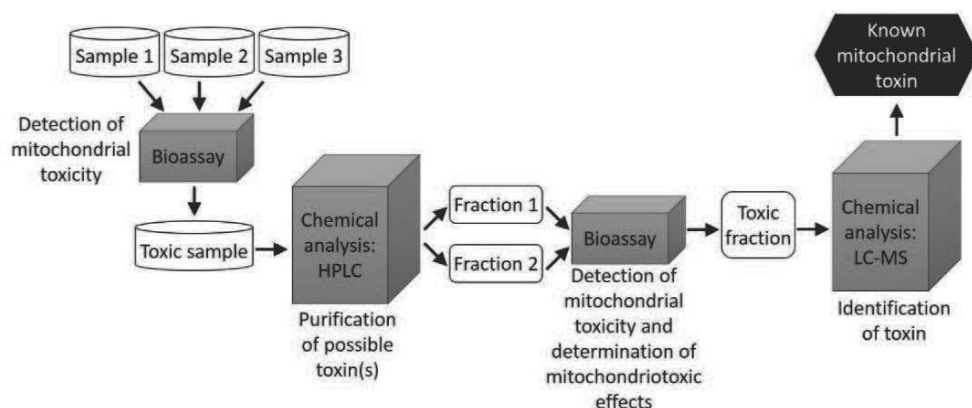 Sample 1
Sample 2
Sample 3
Known
mitochondrial
toxin
Detection of
mitochondrial
toxicity
Bioassay
Toxic sample
Chemical
analysis:
HPLC
Purification
of possible
toxin(s)
Fraction 1
Fraction 2
Bioassay
Detection of
mitochondrial
toxicity and
determination of
mitochondriotoxic
effects
Toxic
fraction
Chemical
analysis:
LC-MS
Identification
of toxin